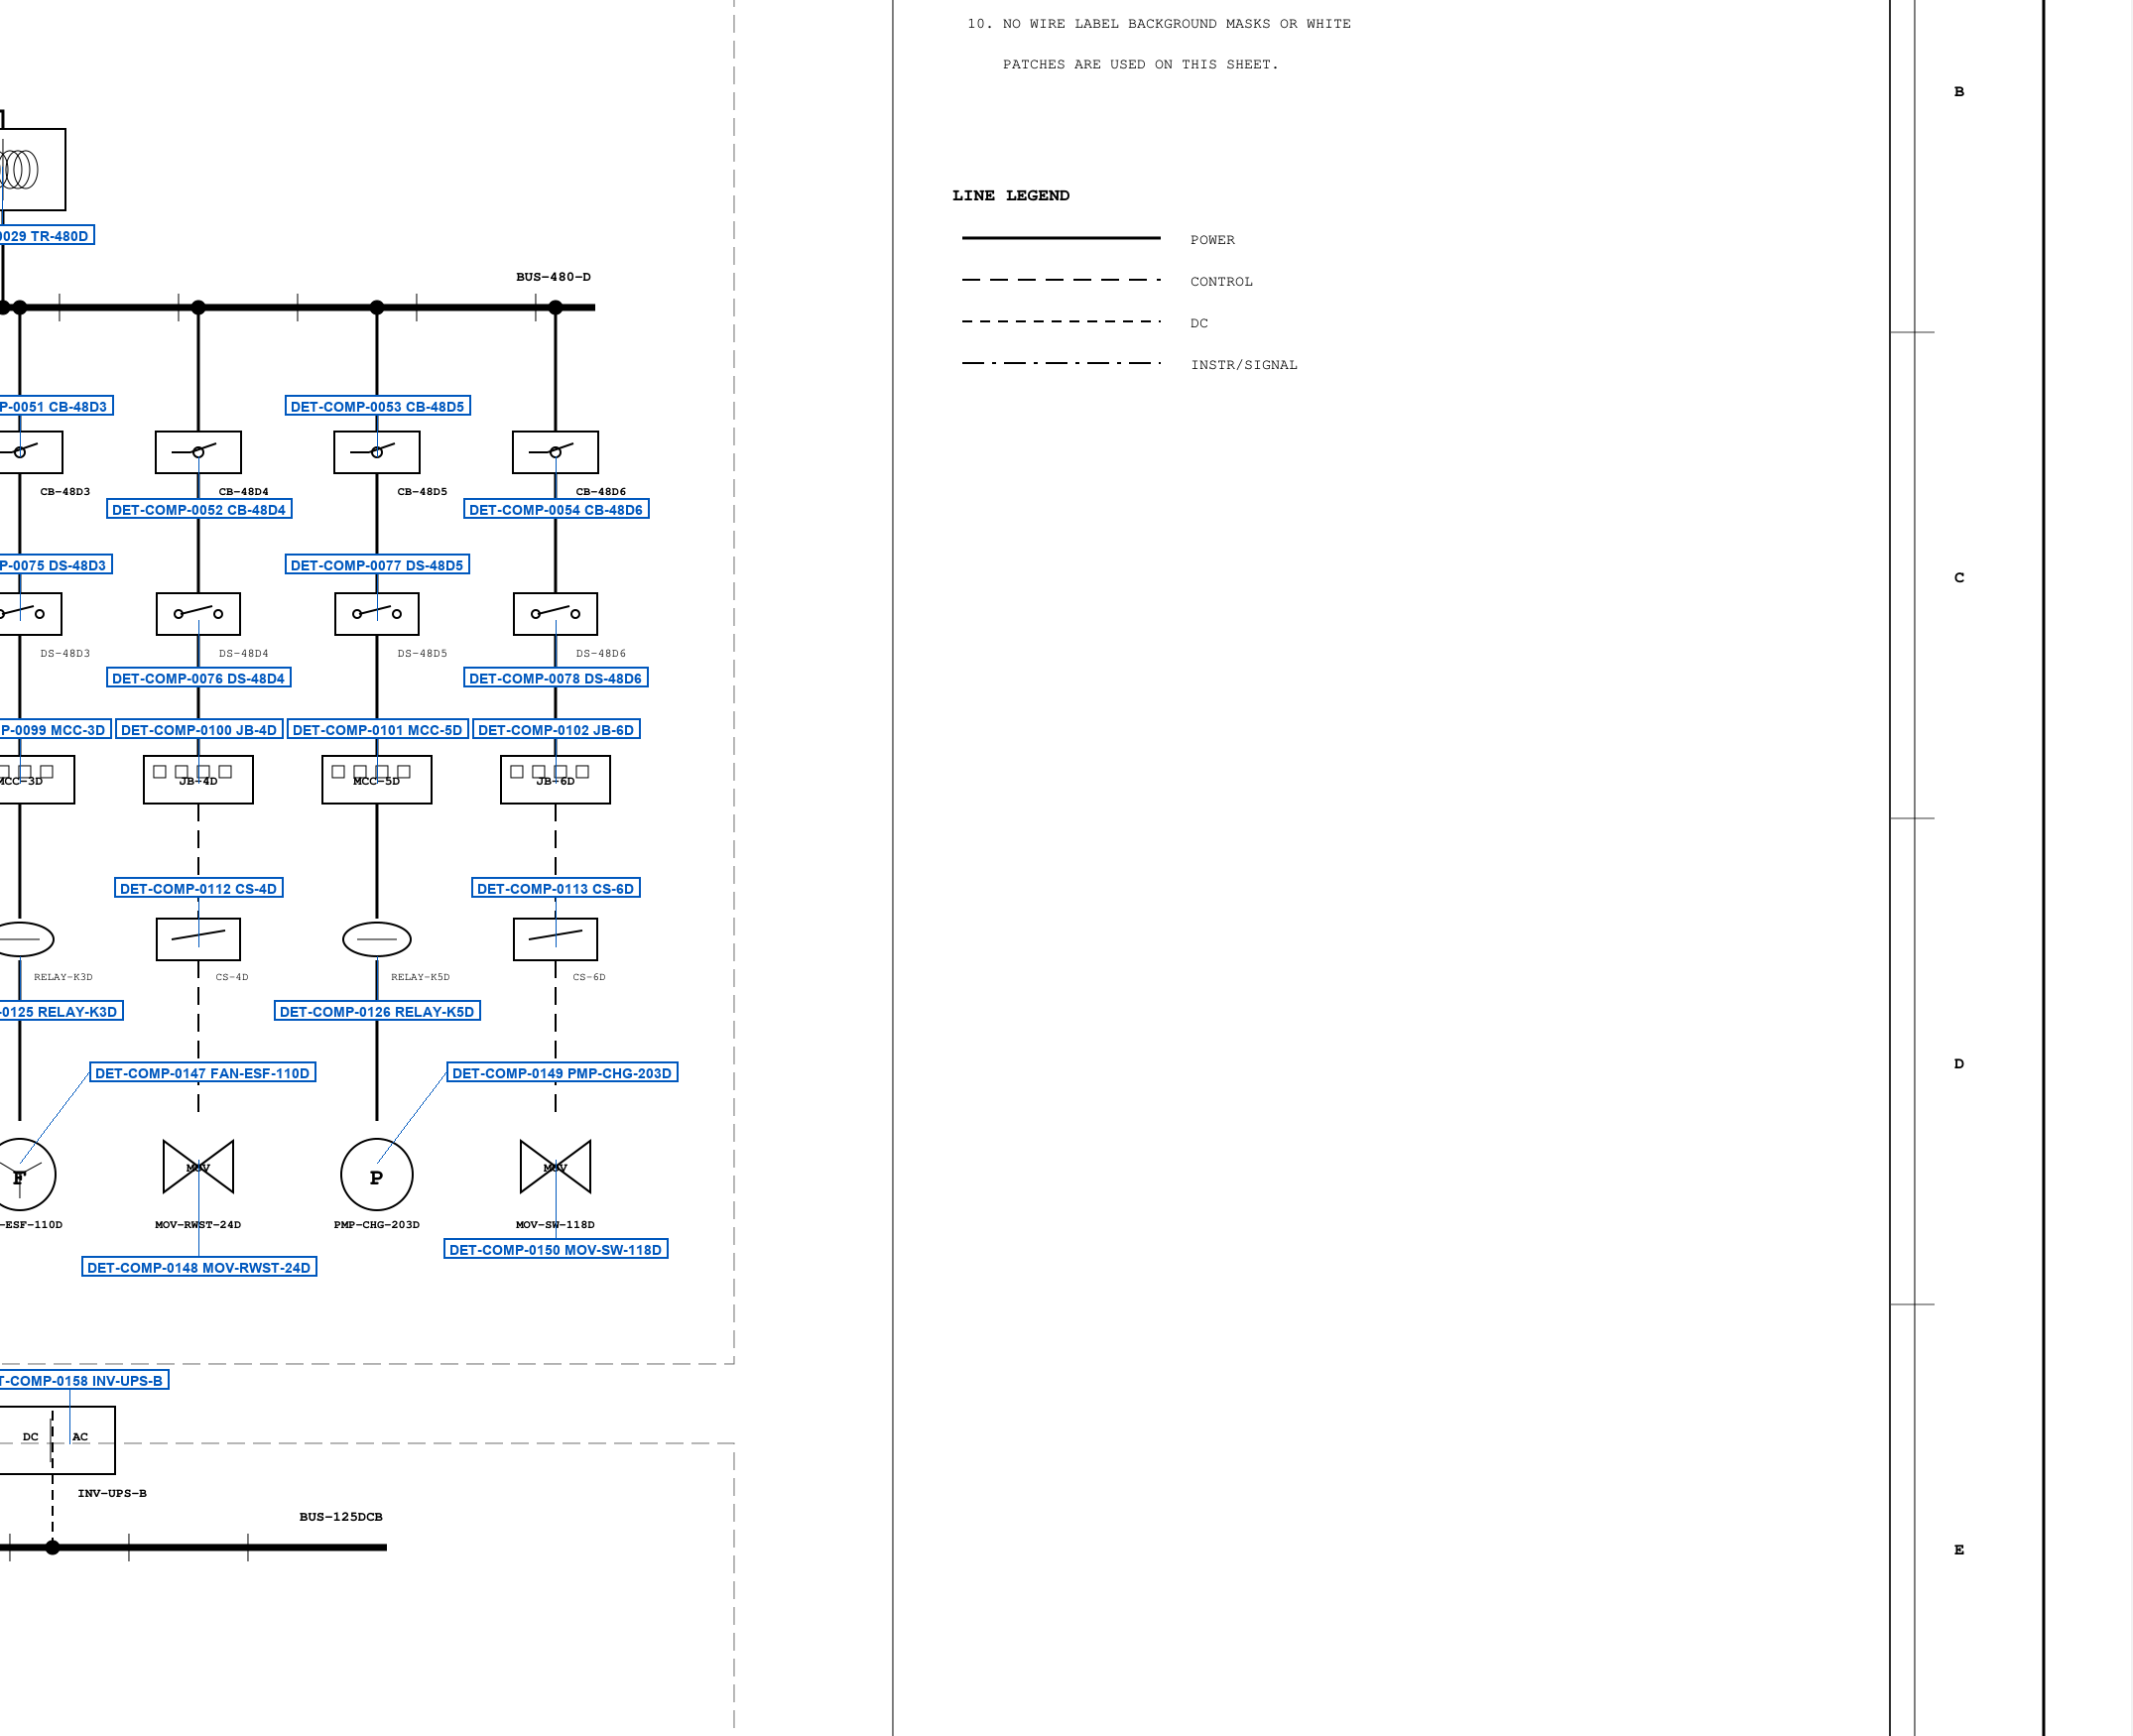 10. NO WIRE LABEL BACKGROUND MASKS OR WHITE
PATCHES ARE USED ON THIS SHEET.
B
LINE LEGEND
POWER
CONTROL
DC
INSTR/SIGNAL
0029 TR-480D
BUS-480-D
P-0051 CB-48D3
DET-COMP-0053 CB-48D5
CB-48D3
CB-48D4
CB-48D5
CB-48D6
DET-COMP-0052 CB-48D4
DET-COMP-0054 CB-48D6
P-0075 DS-48D3
DET-COMP-0077 DS-48D5
C
DS-48D3
DS-48D4
DS-48D5
DS-48D6
DET-COMP-0076 DS-48D4
DET-COMP-0078 DS-48D6
P-0099 MCC-3D
DET-COMP-0100 JB-4D
DET-COMP-0101 MCC-5D
DET-COMP-0102 JB-6D
MCC-3D
JB-4D
MCC-5D
JB-6D
DET-COMP-0112 CS-4D
DET-COMP-0113 CS-6D
RELAY-K3D
CS-4D
RELAY-K5D
CS-6D
-0125 RELAY-K3D
DET-COMP-0126 RELAY-K5D
D
DET-COMP-0147 FAN-ESF-110D
DET-COMP-0149 PMP-CHG-203D
F
MOV
P
MOV
-ESF-110D
MOV-RWST-24D
PMP-CHG-203D
MOV-SW-118D
DET-COMP-0150 MOV-SW-118D
DET-COMP-0148 MOV-RWST-24D
T-COMP-0158 INV-UPS-B
DC
AC
INV-UPS-B
BUS-125DCB
E